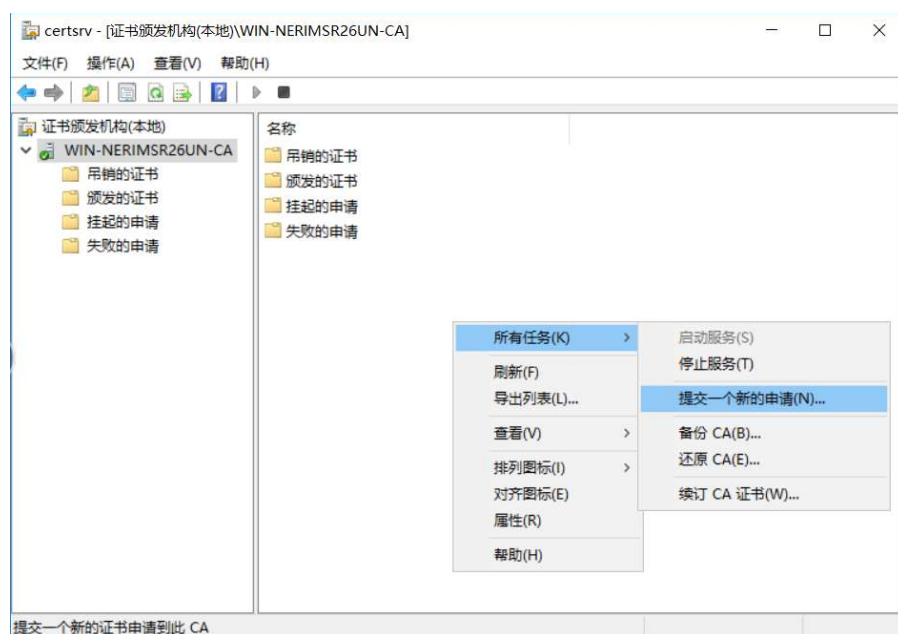 certsrv - [证书颁发机构(本地)\WIN-NERIMSR26UN-CA]
文件(F) 操作(A) 查看(V) 帮助(H)
证书颁发机构(本地)
WIN-NERIMSR26UN-CA
吊销的证书
颁发的证书
挂起的申请
失败的申请
名称
吊销的证书
颁发的证书
挂起的申请
失败的申请
所有任务(K)
刷新(F)
导出列表(L)...
查看(V)
排列图标(I)
对齐图标(E)
属性(R)
帮助(H)
启动服务(S)
停止服务(T)
提交一个新的申请(N)...
备份 CA(B)...
还原 CA(E)...
续订 CA 证书(W)...
提交一个新的证书申请到此 CA